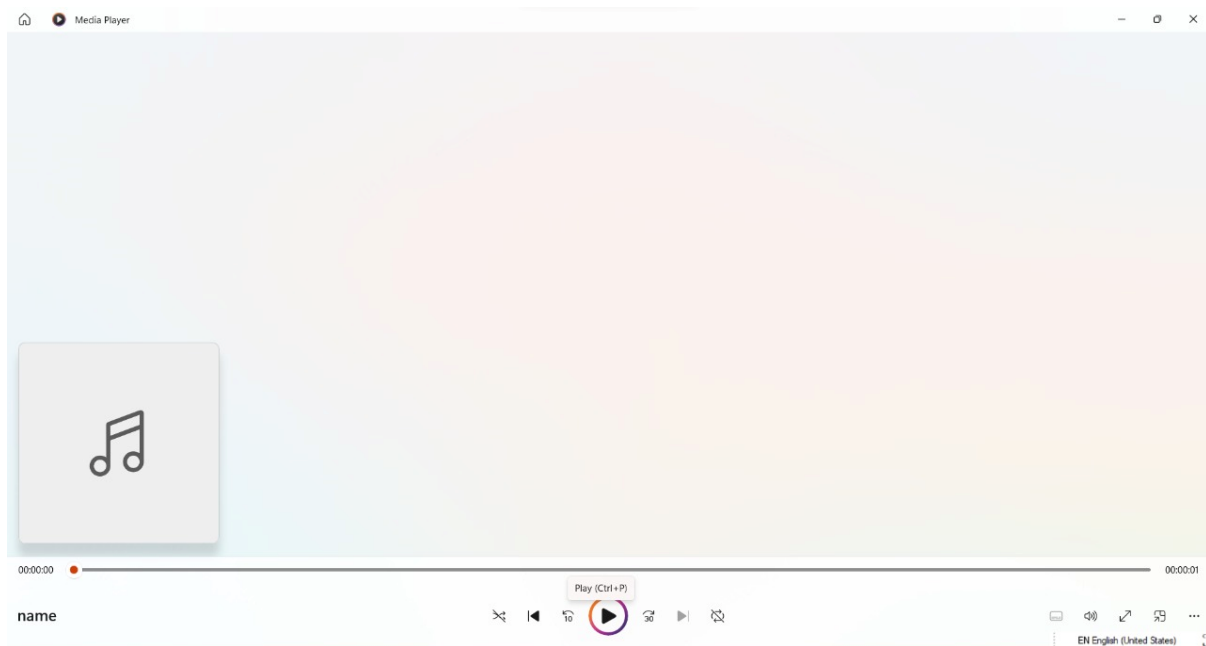 Media Player
00:00:00
00:00:01
Play (Ctrl+P)
name
10
30
EN English (United States)